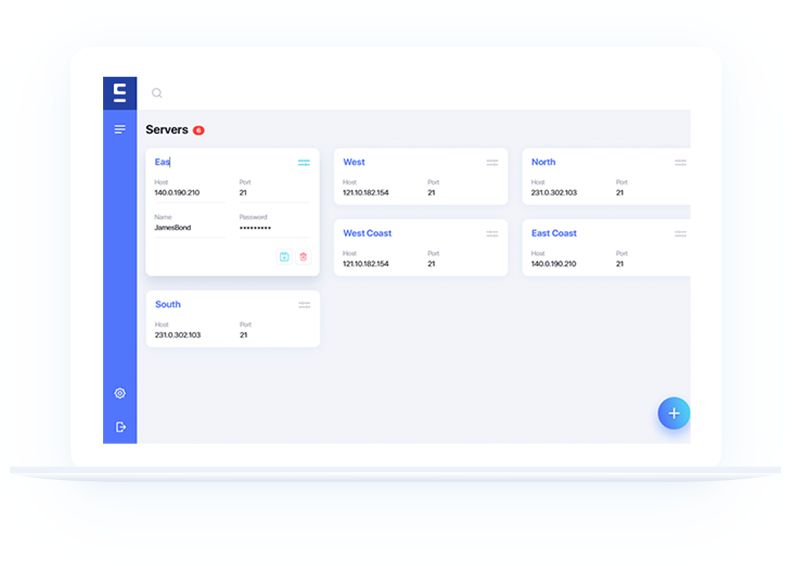 Servers 6
Eas
Host Port
140.0.190.210 21
Name Password
JamesBond •••••••••
West
Host Port
121.10.182.154 21
North
Host Port
231.0.302.103 21
West Coast
Host Port
121.10.182.154 21
East Coast
Host Port
140.0.190.210 21
South
Host Port
231.0.302.103 21